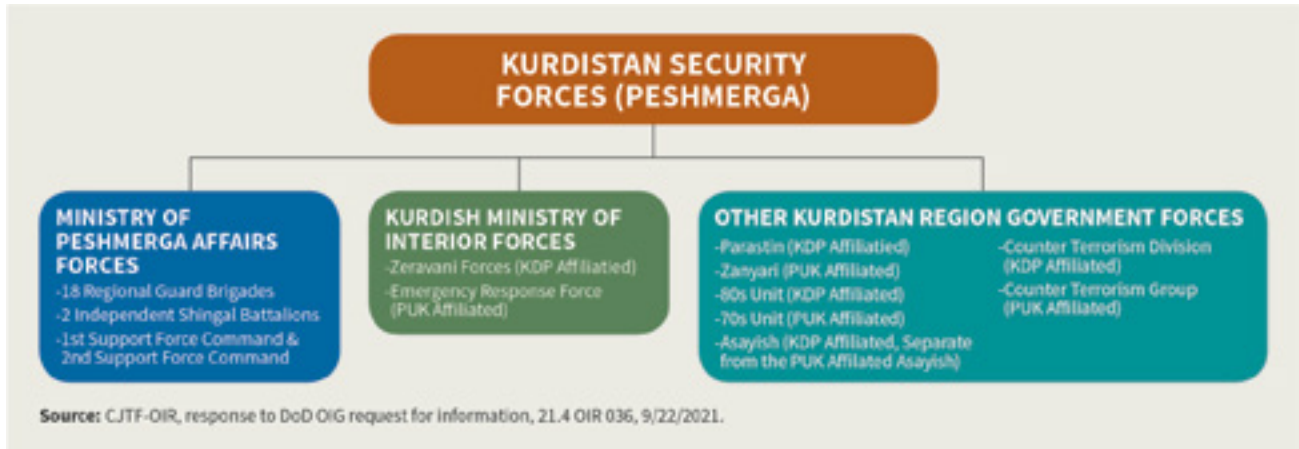 KURDISTAN SECURITY
FORCES (PESHMERGA)
MINISTRY OF
PESHMERGA AFFAIRS
FORCES
-18 Regional Guard Brigades
-2 Independent Shingal Battalions
-1st Support Force Command &
2nd Support Force Command
KURDISH MINISTRY OF
INTERIOR FORCES
-Zeravani Forces (KDP Affiliatied)
-Emergency Response Force
(PUK Affiliated)
OTHER KURDISTAN REGION GOVERNMENT FORCES
-Parastin (KDP Affiliatied)
-Zanyari (PUK Affiliated)
-80s Unit (KDP Affiliated)
-70s Unit (PUK Affiliated)
-Asayish (KDP Affiliated, Separate
from the PUK Affilated Asayish)
-Counter Terrorism Division
(KDP Affiliated)
-Counter Terrorism Group
(PUK Affiliated)
Source: CJTF-OIR, response to DoD OIG request for information, 21.4 OIR 036, 9/22/2021.